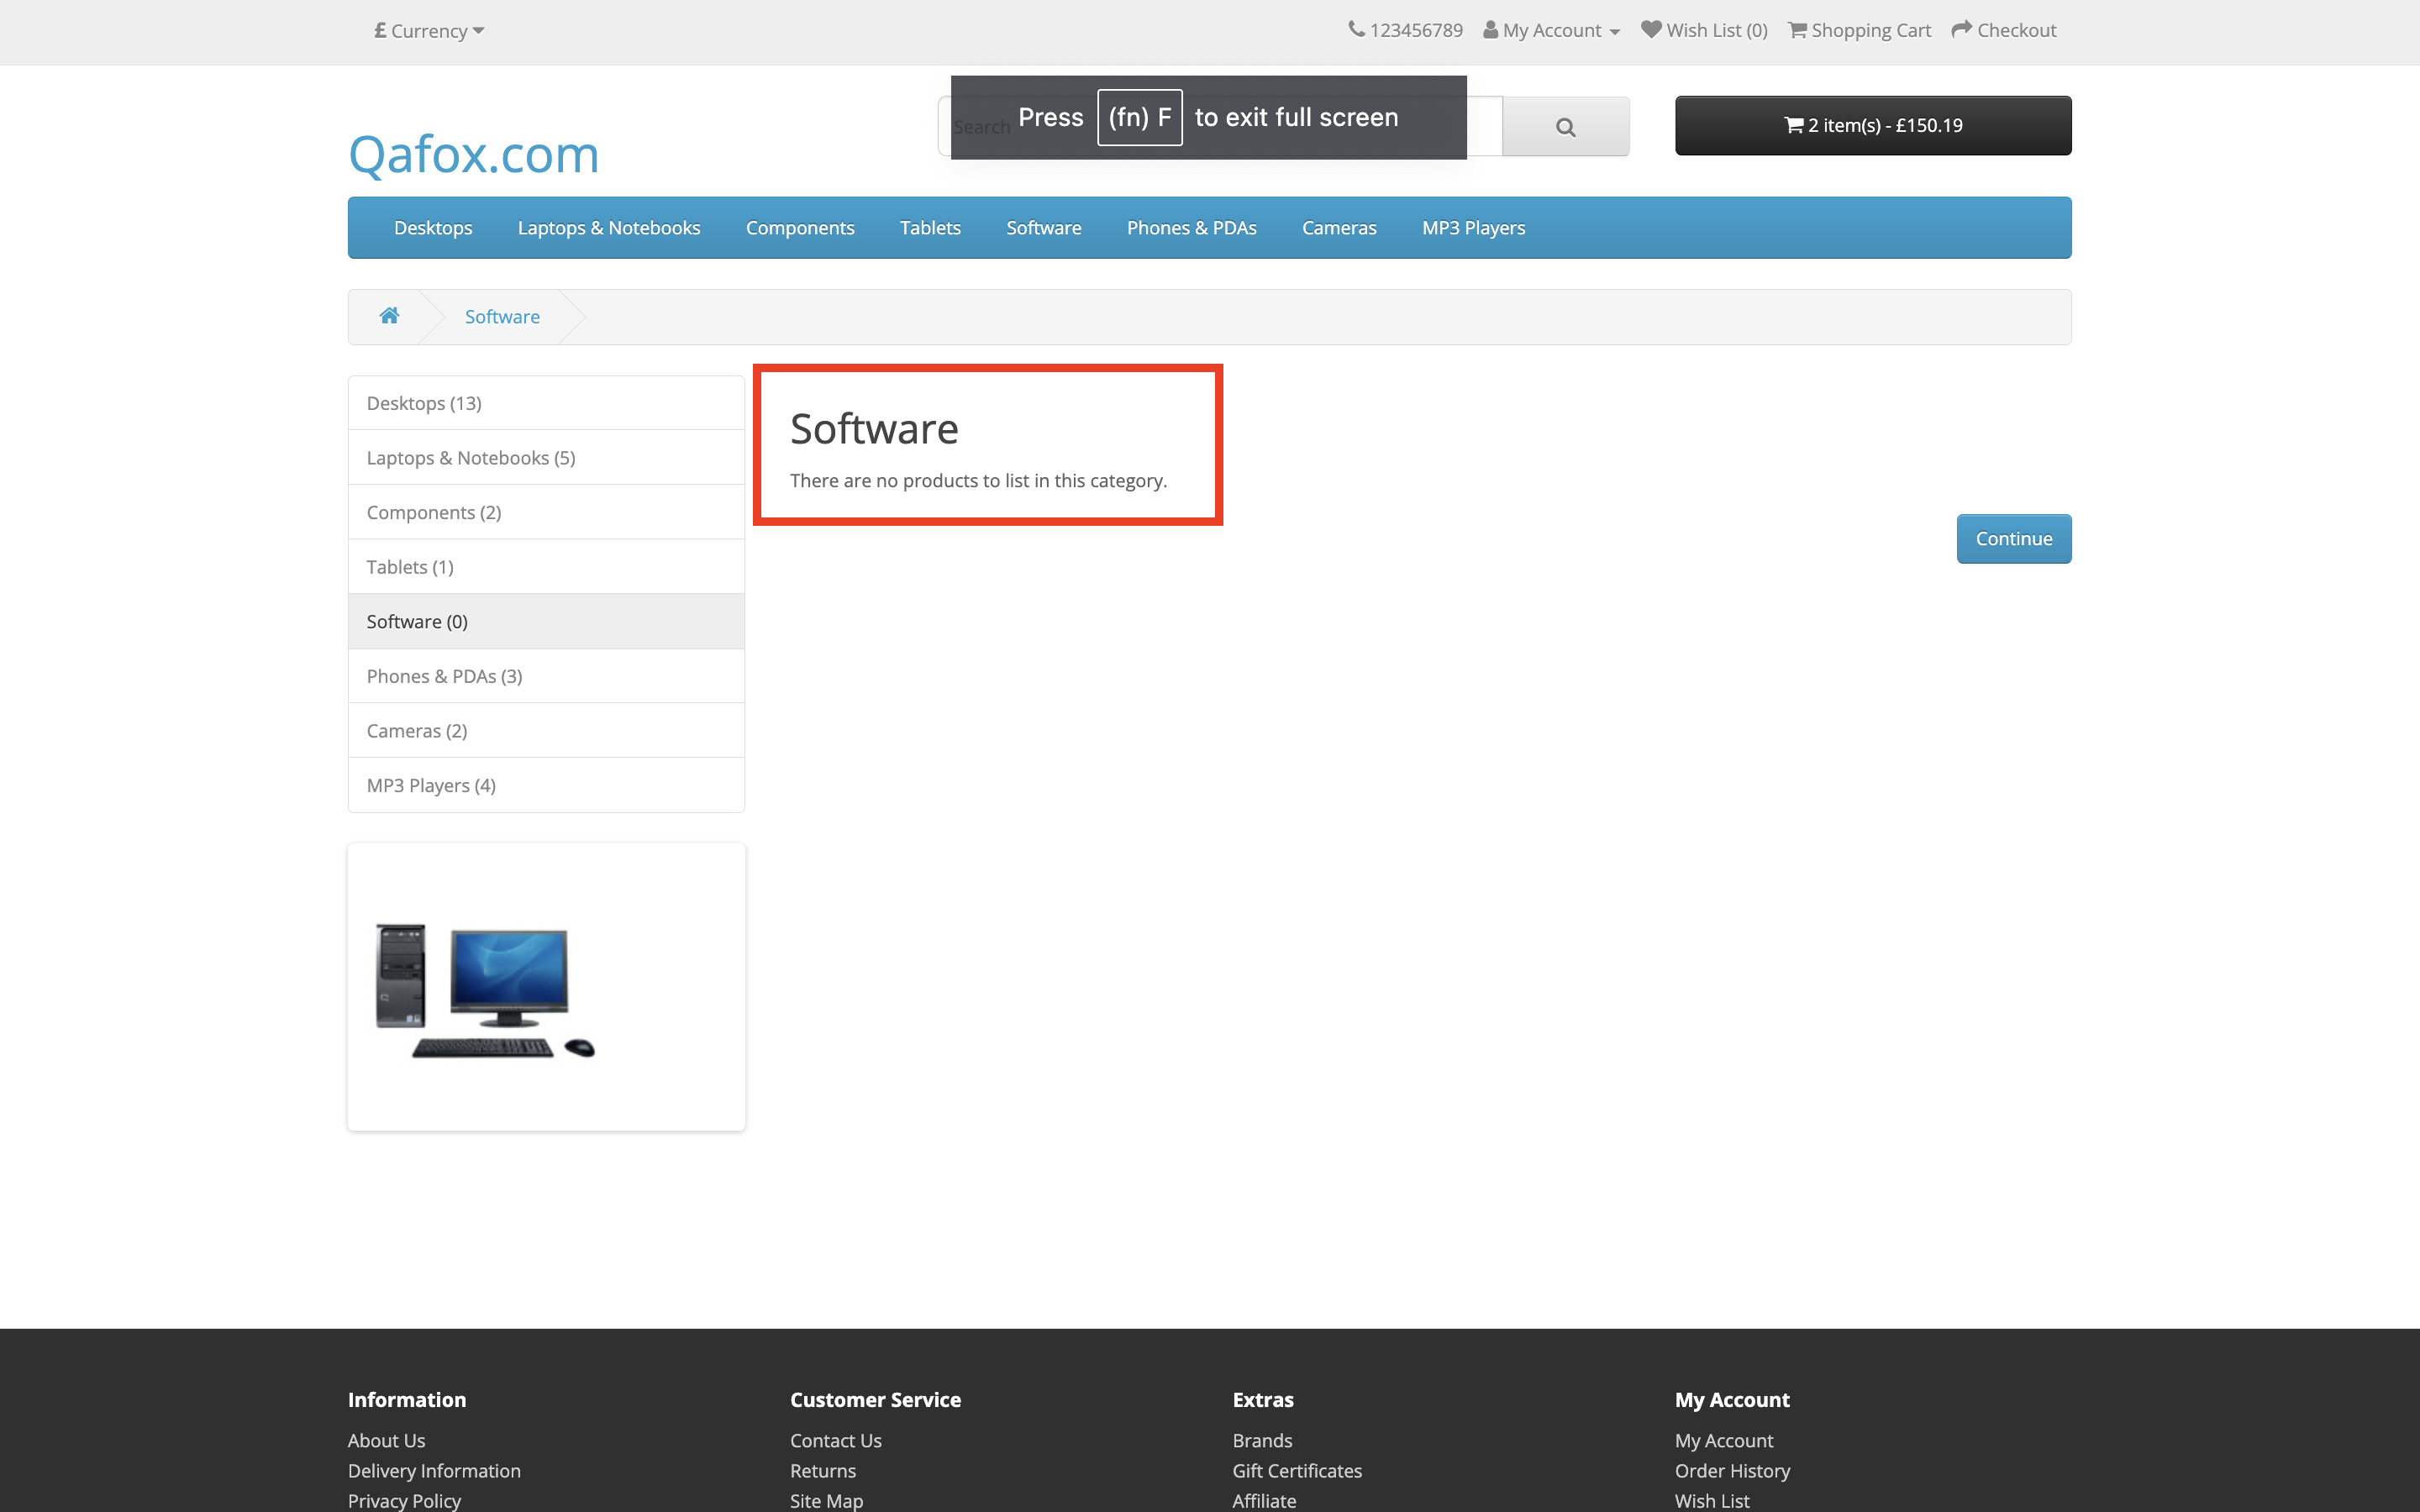 £ Currency
123456789 My Account Wish List (0) Shopping Cart Checkout
Qafox.com
Search
Press (fn) F to exit full screen
2 item(s) - £150.19
Desktops Laptops & Notebooks Components Tablets Software Phones & PDAs Cameras MP3 Players
Software
Desktops (13)
Laptops & Notebooks (5)
Components (2)
Tablets (1)
Software (0)
Phones & PDAs (3)
Cameras (2)
MP3 Players (4)
Software
There are no products to list in this category.
Continue
Information
About Us
Delivery Information
Privacy Policy
Customer Service
Contact Us
Returns
Site Map
Extras
Brands
Gift Certificates
Affiliate
My Account
My Account
Order History
Wish List